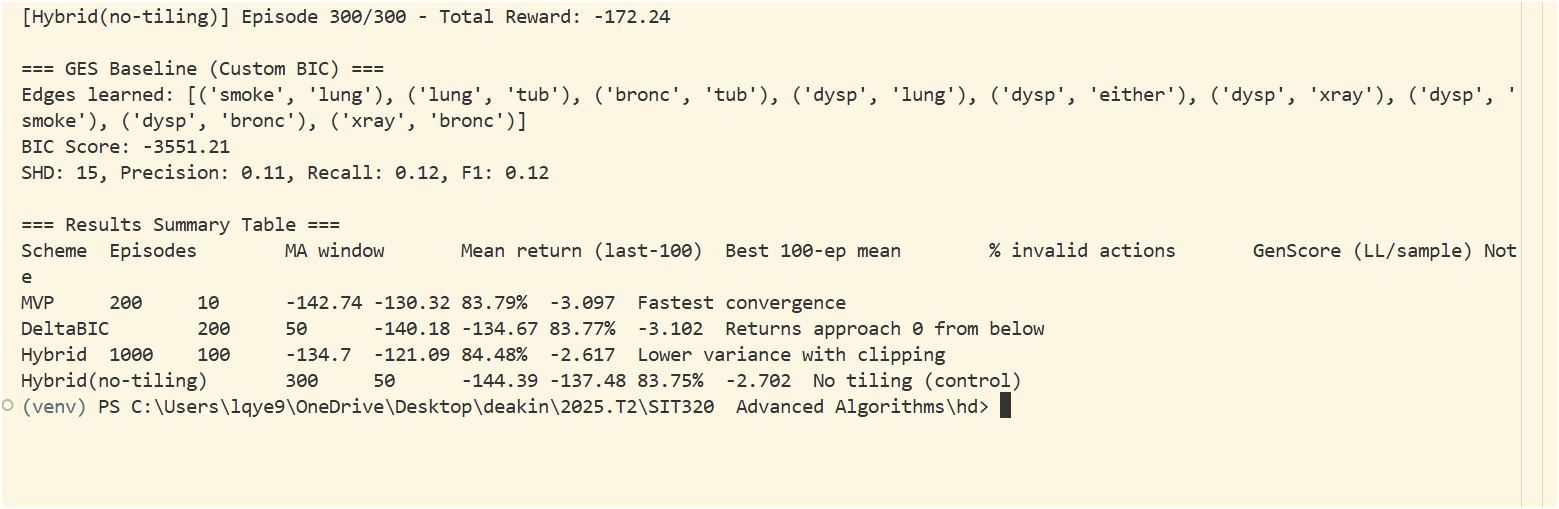 [Hybrid(no-tiling)] Episode 300/300 - Total Reward: -172.24
=== GES Baseline (Custom BIC) ===
Edges learned: [('smoke', 'lung'), ('lung', 'tub'), ('bronc', 'tub'), ('dysp', 'lung'), ('dysp', 'either'), ('dysp', 'xray'), ('dysp', '
smoke'), ('dysp', 'bronc'), ('xray', 'bronc')]
BIC Score: -3551.21
SHD: 15, Precision: 0.11, Recall: 0.12, F1: 0.12
=== Results Summary Table ===
Scheme  Episodes        MA window       Mean return (last-100)  Best 100-ep mean        % invalid actions       GenScore (LL/sample) Not
e
MVP     200     10      -142.74 -130.32 83.79%  -3.097  Fastest convergence
DeltaBIC        200     50      -140.18 -134.67 83.77%  -3.102  Returns approach 0 from below
Hybrid  1000    100     -134.7  -121.09 84.48%  -2.617  Lower variance with clipping
Hybrid(no-tiling)       300     50      -144.39 -137.48 83.75%  -2.702  No tiling (control)
(venv) PS C:\Users\lqye9\OneDrive\Desktop\deakin\2025.T2\SIT320  Advanced Algorithms\hd>